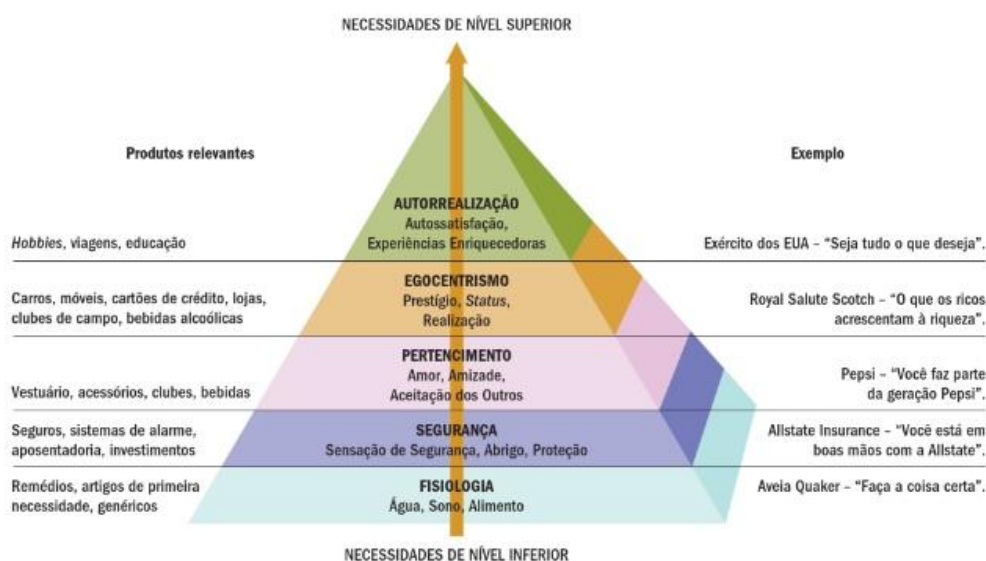 NECESSIDADES DE NÍVEL SUPERIOR
Produtos relevantes
Exemplo
AUTORREALIZAÇÃO
Autossatisfação,
Experiências Enriquecedoras
Hobbies, viagens, educação
Exército dos EUA – “Seja tudo o que deseja”.
EGOCENTRISMO
Prestígio, Status,
Realização
Carros, móveis, cartões de crédito, lojas,
clubes de campo, bebidas alcoólicas
Royal Salute Scotch – “O que os ricos
acrescentam à riqueza”.
PERTENCIMENTO
Amor, Amizade,
Aceitação dos Outros
Vestuário, acessórios, clubes, bebidas
Pepsi – “Você faz parte
da geração Pepsi”.
SEGURANÇA
Sensação de Segurança, Abrigo, Proteção
Seguros, sistemas de alarme,
aposentadoria, investimentos
Allstate Insurance – “Você está em
boas mãos com a Allstate”.
FISIOLOGIA
Água, Sono, Alimento
Remédios, artigos de primeira
necessidade, genéricos
Aveia Quaker – “Faça a coisa certa”.
NECESSIDADES DE NÍVEL INFERIOR